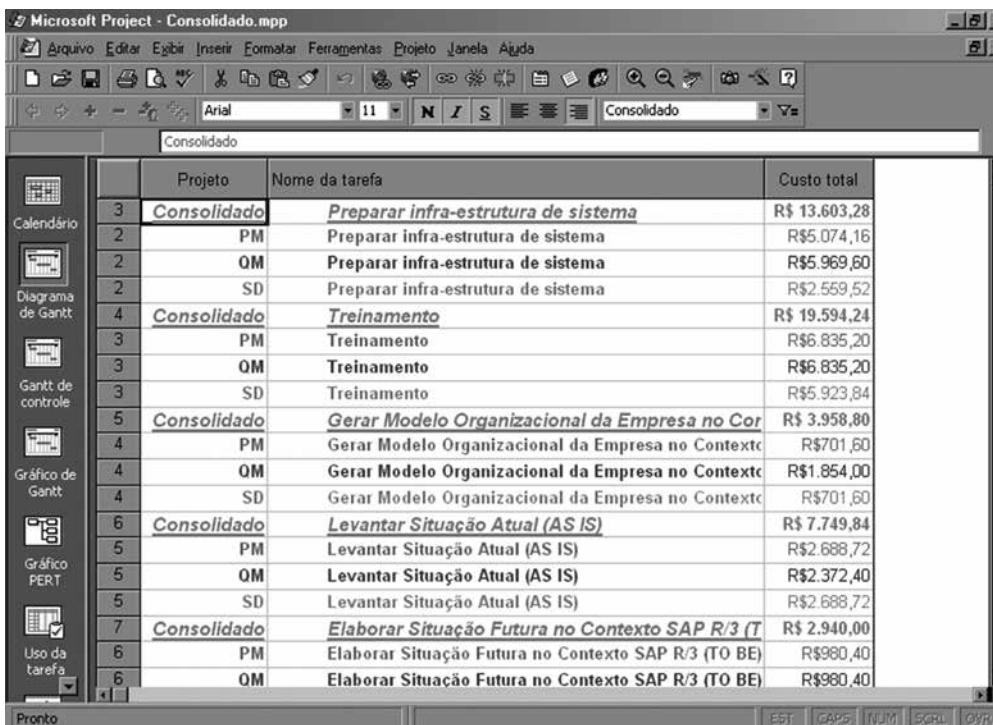 Microsoft Project - Consolidado.mpp
Arquivo Editar Exibir Inserir Formatar Ferramentas Projeto Janela Ajuda
Arial 11 N I S Consolidado
Consolidado
Projeto Nome da tarefa Custo total
3 Consolidado Preparar infra-estrutura de sistema R$ 13.603,28
2 PM Preparar infra-estrutura de sistema R$5.074,16
2 QM Preparar infra-estrutura de sistema R$5.969,60
2 SD Preparar infra-estrutura de sistema R$2.559,52
4 Consolidado Treinamento R$ 19.594,24
3 PM Treinamento R$6.835,20
3 QM Treinamento R$6.835,20
3 SD Treinamento R$5.923,84
5 Consolidado Gerar Modelo Organizacional da Empresa no Cor R$ 3.958,80
4 PM Gerar Modelo Organizacional da Empresa no Contexto R$701,60
4 QM Gerar Modelo Organizacional da Empresa no Contexto R$1.854,00
4 SD Gerar Modelo Organizacional da Empresa no Contexto R$701,60
6 Consolidado Levantar Situação Atual (AS IS) R$ 7.749,84
5 PM Levantar Situação Atual (AS IS) R$2.688,72
5 QM Levantar Situação Atual (AS IS) R$2.372,40
5 SD Levantar Situação Atual (AS IS) R$2.688,72
7 Consolidado Elaborar Situação Futura no Contexto SAP R/3 (T R$ 2.940,00
6 PM Elaborar Situação Futura no Contexto SAP R/3 (TO BE) R$980,40
6 QM Elaborar Situação Futura no Contexto SAP R/3 (TO BE) R$980,40
Calendário
Diagrama
de Gantt
Gantt de
controle
Gráfico de
Gantt
Gráfico
PERT
Uso da
tarefa
Pronto EST CAPS NUM SCRL OVR